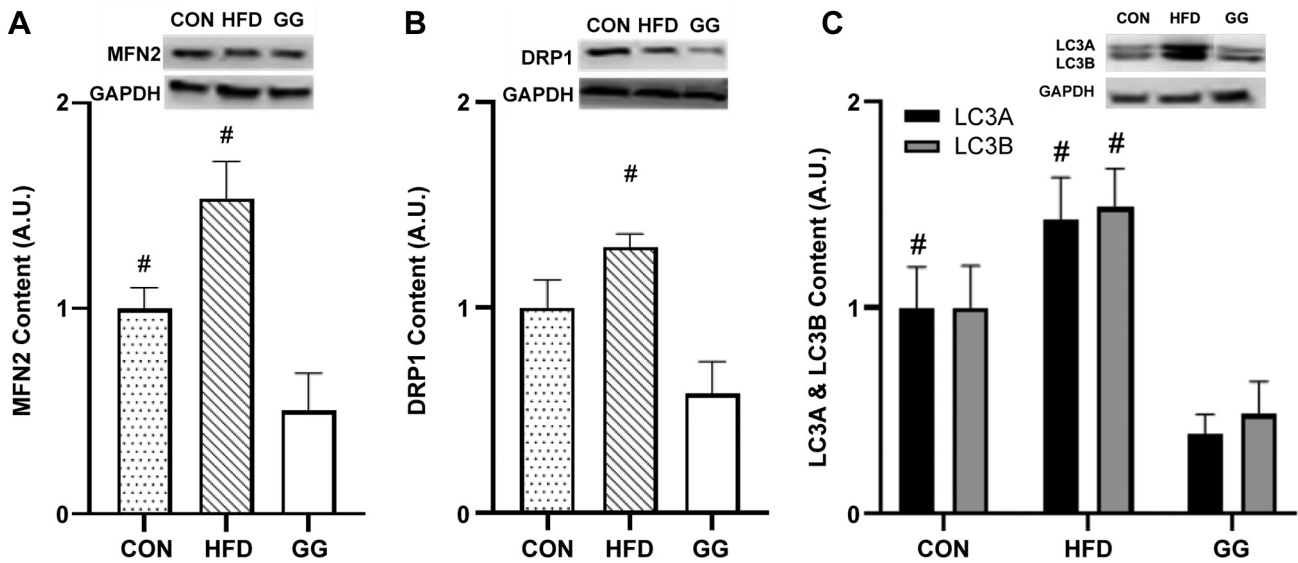 A
CON HFD GG
MFN2
GAPDH
MFN2 Content (A.U.)
2
1
0
#
#
CON HFD GG
B
CON HFD GG
DRP1
GAPDH
DRP1 Content (A.U.)
2
1
0
#
CON HFD GG
C
CON HFD GG
LC3A
LC3B
GAPDH
LC3A & LC3B Content (A.U.)
2
1
0
LC3A
LC3B
#
#
#
CON HFD GG